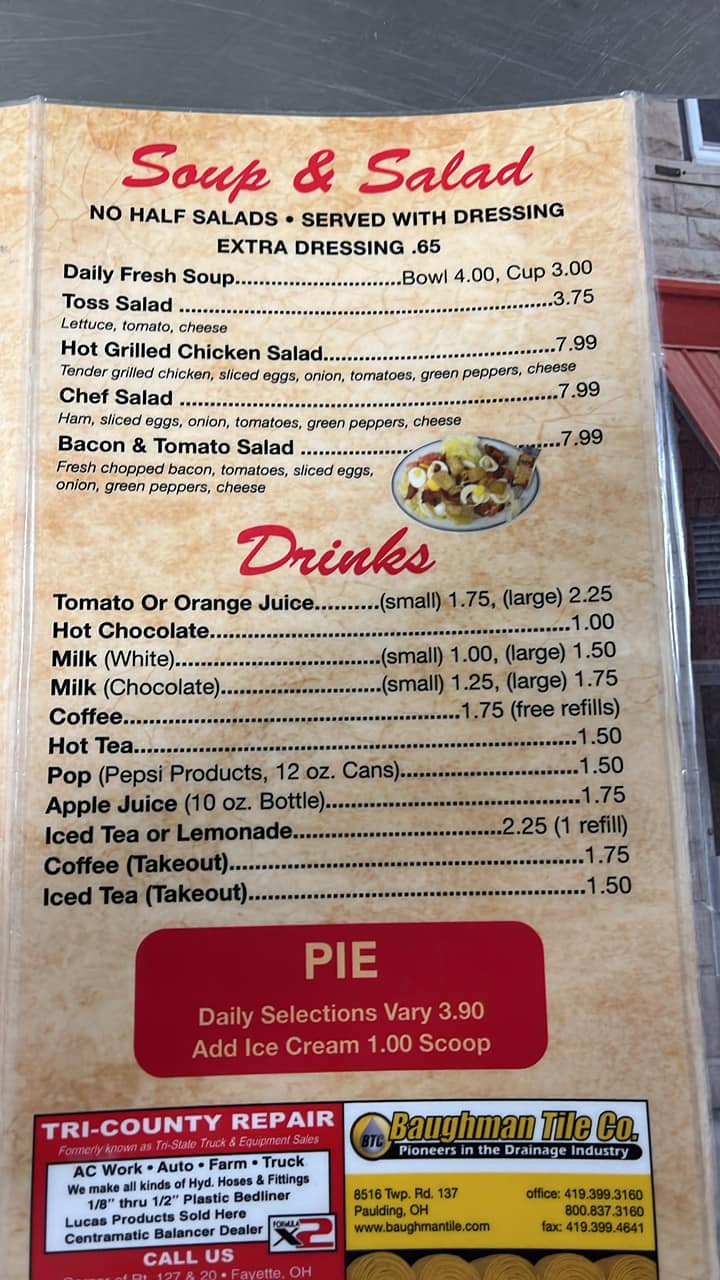 Soup & Salad
NO HALF SALADS • SERVED WITH DRESSING
EXTRA DRESSING .65
Daily Fresh Soup..............................Bowl 4.00, Cup 3.00
Toss Salad ..................................................................3.75
Lettuce, tomato, cheese
Hot Grilled Chicken Salad.........................................7.99
Tender grilled chicken, sliced eggs, onion, tomatoes, green peppers, cheese
Chef Salad ..................................................................7.99
Ham, sliced eggs, onion, tomatoes, green peppers, cheese
Bacon & Tomato Salad ............................................7.99
Fresh chopped bacon, tomatoes, sliced eggs,
onion, green peppers, cheese
Drinks
Tomato Or Orange Juice..........(small) 1.75, (large) 2.25
Hot Chocolate...............................................................1.00
Milk (White)....................................(small) 1.00, (large) 1.50
Milk (Chocolate)............................(small) 1.25, (large) 1.75
Coffee...........................................................1.75 (free refills)
Hot Tea.............................................................................1.50
Pop (Pepsi Products, 12 oz. Cans)...............................1.50
Apple Juice (10 oz. Bottle)............................................1.75
Iced Tea or Lemonade....................................2.25 (1 refill)
Coffee (Takeout).............................................................1.75
Iced Tea (Takeout)..........................................................1.50
PIE
Daily Selections Vary 3.90
Add Ice Cream 1.00 Scoop
TRI-COUNTY REPAIR
Formerly known as Tri-State Truck & Equipment Sales
AC Work • Auto • Farm • Truck
We make all kinds of Hyd. Hoses & Fittings
1/8" thru 1/2" Plastic Bedliner
Lucas Products Sold Here
Centramatic Balancer Dealer
FORMULA X2
CALL US
Corner of Rt. 127 & 20 • Fayette, OH
BTC
Baughman Tile Co.
Pioneers in the Drainage Industry
8516 Twp. Rd. 137
Paulding, OH
www.baughmantile.com
office: 419.399.3160
800.837.3160
fax: 419.399.4641